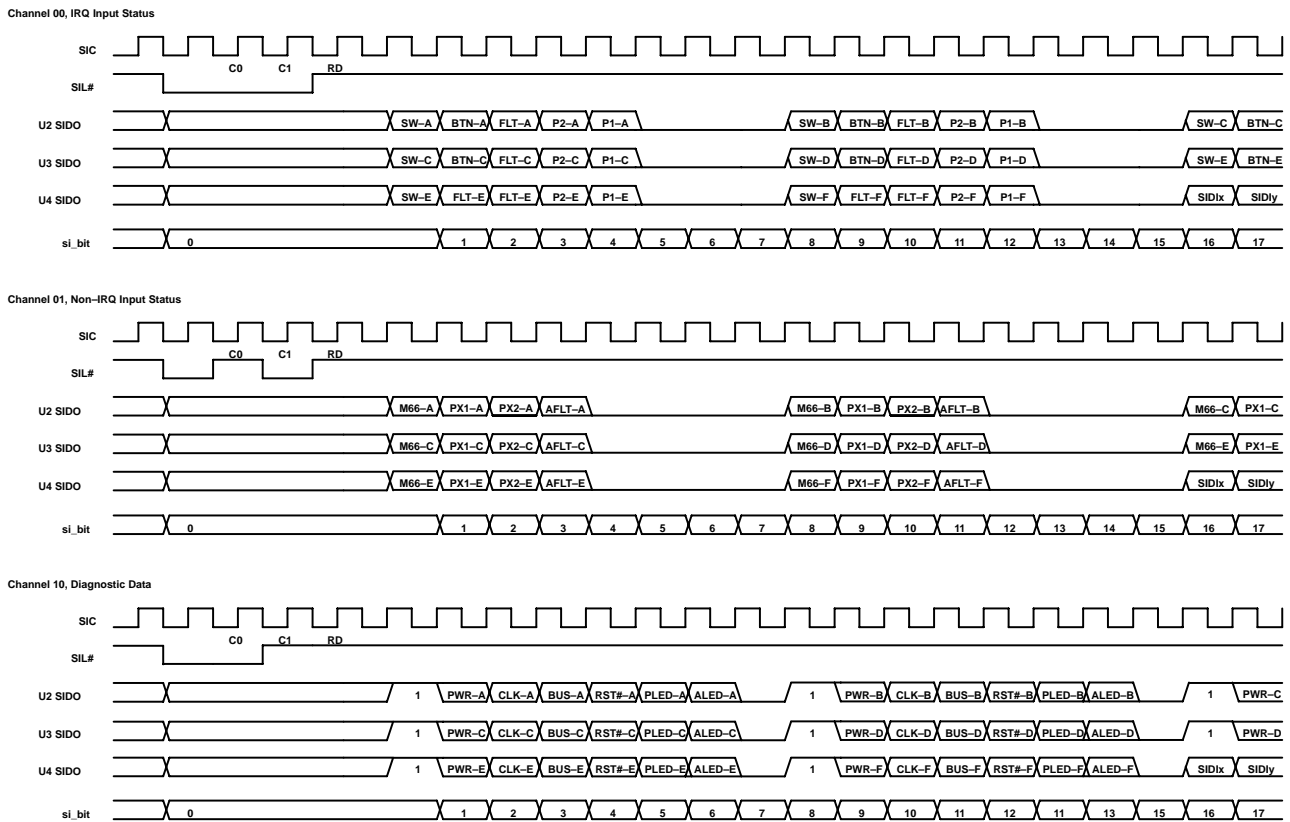 Channel 00, IRQ Input Status
SIC
C0 C1 RD
SIL#
U2 SIDO SW–A BTN–A FLT–A P2–A P1–A SW–B BTN–B FLT–B P2–B P1–B SW–C BTN–C
U3 SIDO SW–C BTN–C FLT–C P2–C P1–C SW–D BTN–D FLT–D P2–D P1–D SW–E BTN–E
U4 SIDO SW–E FLT–E FLT–E P2–E P1–E SW–F FLT–F FLT–F P2–F P1–F SIDIx SIDIy
si_bit 0 1 2 3 4 5 6 7 8 9 10 11 12 13 14 15 16 17
Channel 01, Non–IRQ Input Status
SIC
C0 C1 RD
SIL#
U2 SIDO M66–A PX1–A PX2–A AFLT–A M66–B PX1–B PX2–B AFLT–B M66–C PX1–C
U3 SIDO M66–C PX1–C PX2–C AFLT–C M66–D PX1–D PX2–D AFLT–D M66–E PX1–E
U4 SIDO M66–E PX1–E PX2–E AFLT–E M66–F PX1–F PX2–F AFLT–F SIDIx SIDIy
si_bit 0 1 2 3 4 5 6 7 8 9 10 11 12 13 14 15 16 17
Channel 10, Diagnostic Data
SIC
C0 C1 RD
SIL#
U2 SIDO 1 PWR–A CLK–A BUS–A RST#–A PLED–A ALED–A 1 PWR–B CLK–B BUS–B RST#–B PLED–B ALED–B 1 PWR–C
U3 SIDO 1 PWR–C CLK–C BUS–C RST#–C PLED–C ALED–C 1 PWR–D CLK–D BUS–D RST#–D PLED–D ALED–D 1 PWR–D
U4 SIDO 1 PWR–E CLK–E BUS–E RST#–E PLED–E ALED–E 1 PWR–F CLK–F BUS–F RST#–F PLED–F ALED–F SIDIx SIDIy
si_bit 0 1 2 3 4 5 6 7 8 9 10 11 12 11 13 15 16 17